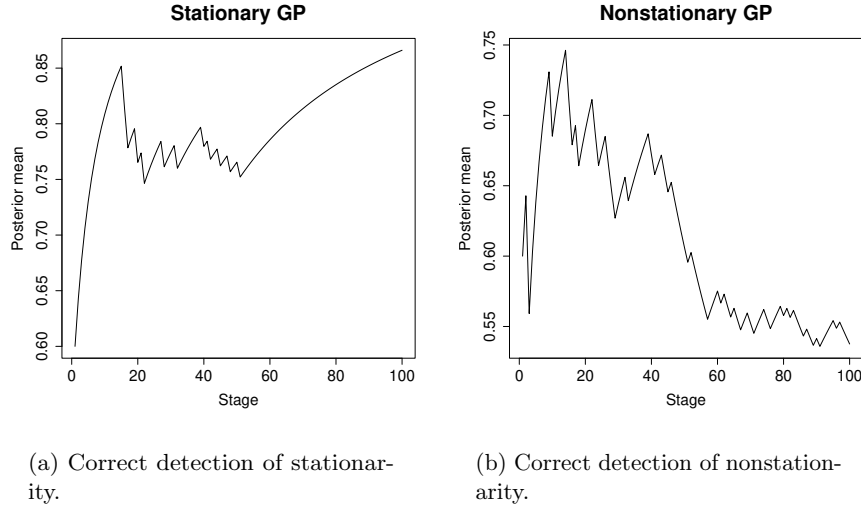 Stationary GP
Posterior mean
0.60 0.65 0.70 0.75 0.80 0.85
0 20 40 60 80 100
Stage
(a) Correct detection of stationar-
ity.
Nonstationary GP
Posterior mean
0.55 0.60 0.65 0.70 0.75
0 20 40 60 80 100
Stage
(b) Correct detection of nonstation-
arity.